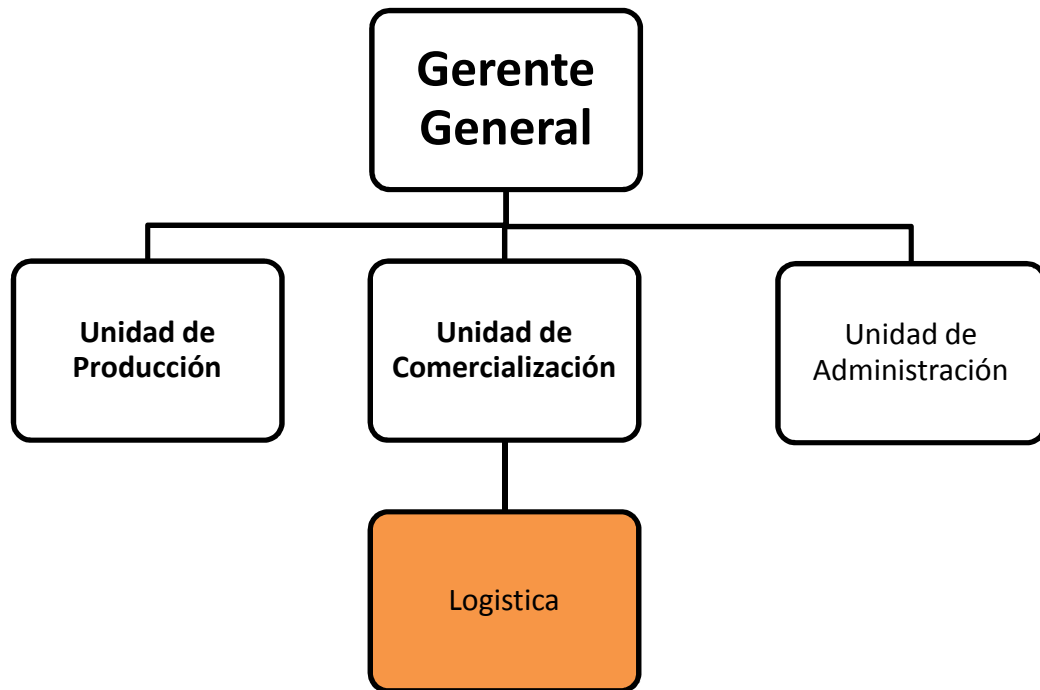 Gerente
General
Unidad de
Producción
Unidad de
Comercialización
Unidad de
Administración
Logistica